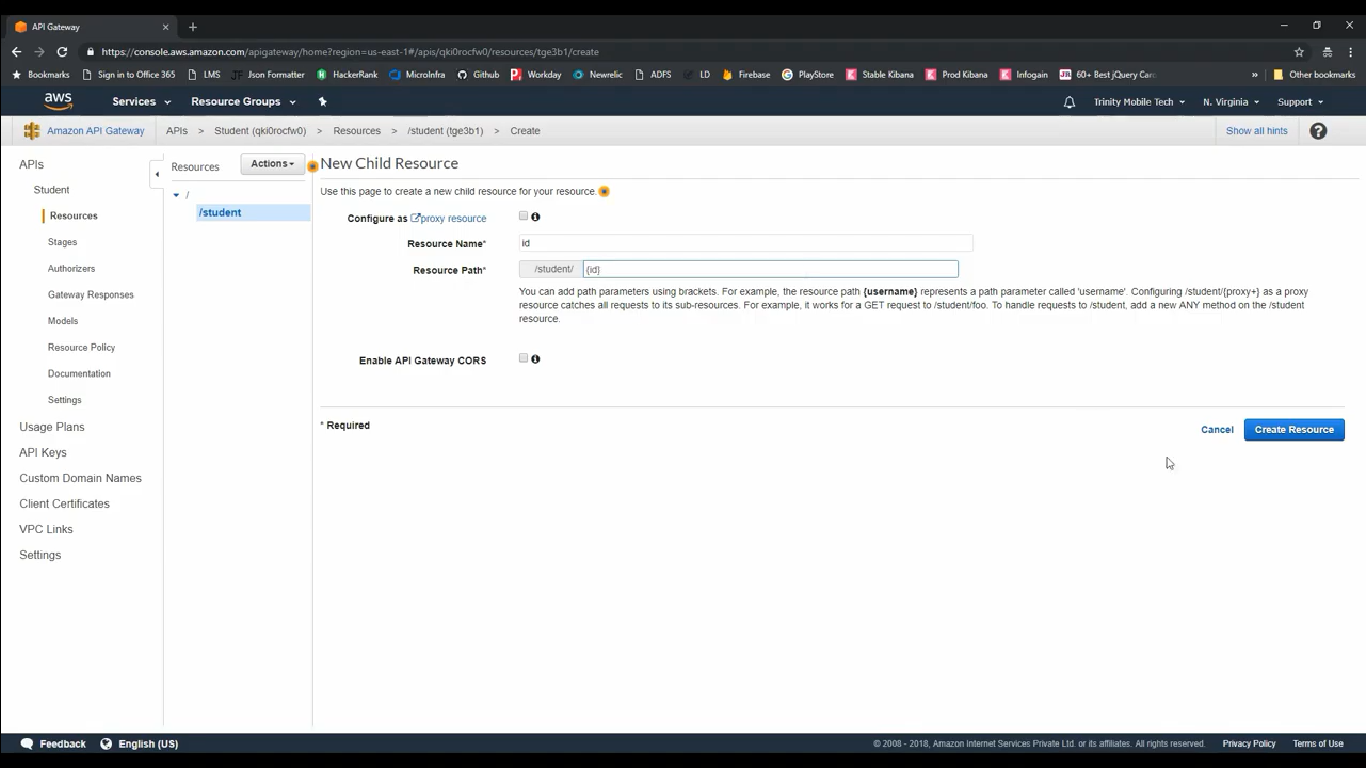 API Gateway
https://console.aws.amazon.com/apigateway/home?region=us-east-1#/apis/qki0rocfw0/resources/tge3b1/create
Bookmarks Sign in to Office 365 LMS Json Formatter HackerRank MicroInfra Github Workday Newrelic .ADFS LD Firebase PlayStore Stable Kibana Prod Kibana Infogain 60+ Best jQuery Carc » Other bookmarks
aws Services Resource Groups Trinity Mobile Tech N. Virginia Support
Amazon API Gateway APIs > Student (qki0rocfw0) > Resources > /student (tge3b1) > Create Show all hints
APIs
Student
Resources
Stages
Authorizers
Gateway Responses
Models
Resource Policy
Documentation
Settings
Usage Plans
API Keys
Custom Domain Names
Client Certificates
VPC Links
Settings
Resources Actions
/
/student
New Child Resource
Use this page to create a new child resource for your resource.
Configure as proxy resource
Resource Name* id
Resource Path* /student/ {id}
You can add path parameters using brackets. For example, the resource path {username} represents a path parameter called 'username'. Configuring /student/{proxy+} as a proxy
resource catches all requests to its sub-resources. For example, it works for a GET request to /student/foo. To handle requests to /student, add a new ANY method on the /student
resource.
Enable API Gateway CORS
* Required
Cancel Create Resource
Feedback English (US) © 2008 - 2018, Amazon Internet Services Private Ltd. or its affiliates. All rights reserved. Privacy Policy Terms of Use